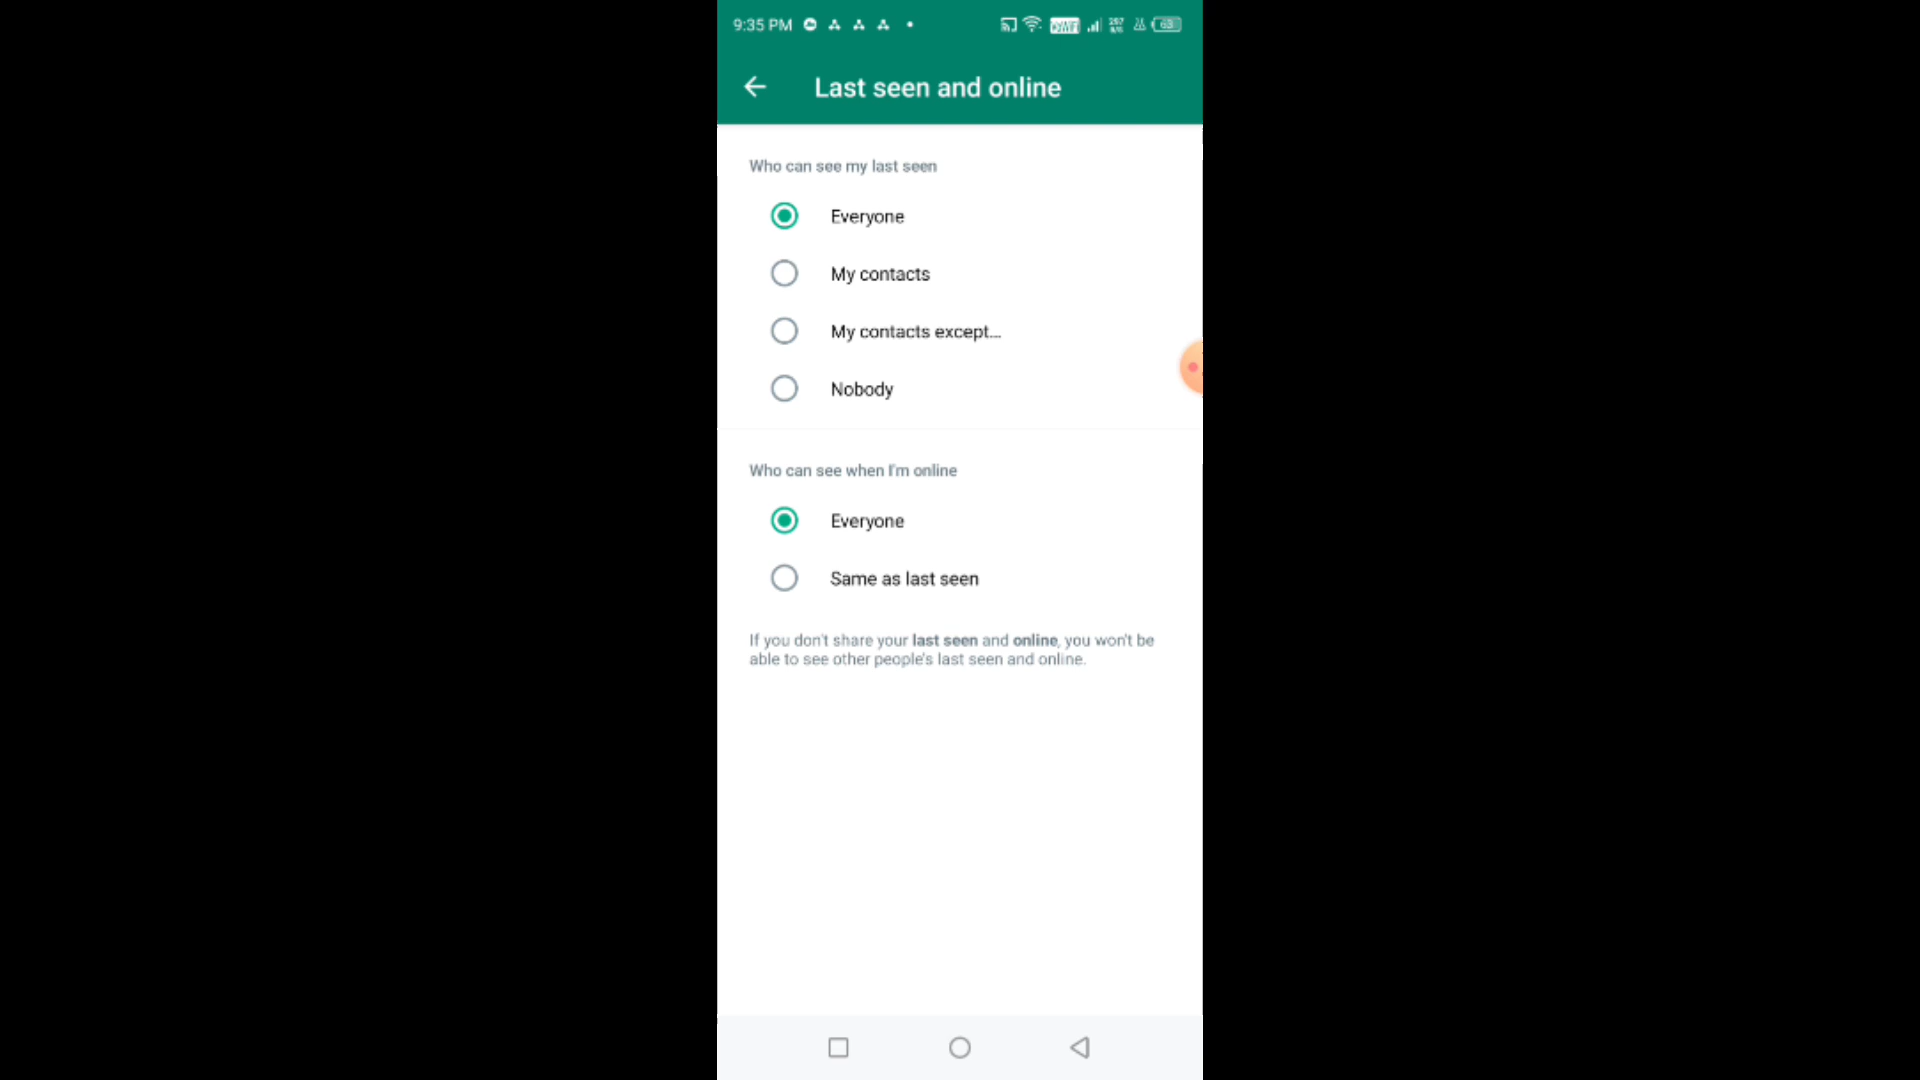 9:35 PM
Last seen and online
Who can see my last seen
Everyone
My contacts
My contacts except...
Nobody
Who can see when I'm online
Everyone
Same as last seen
If you don't share your last seen and online, you won't be
able to see other people's last seen and online.